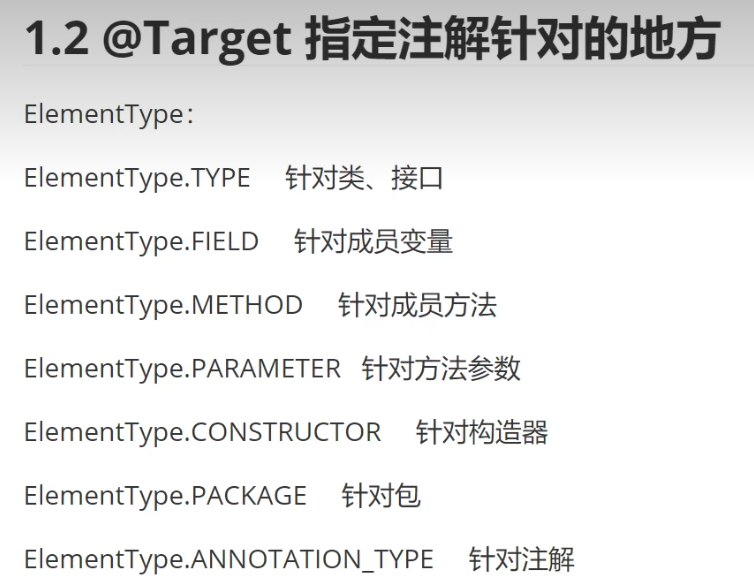 1.2 @Target 指定注解针对的地方
ElementType:
ElementType.TYPE 针对类、接口
ElementType.FIELD 针对成员变量
ElementType.METHOD 针对成员方法
ElementType.PARAMETER 针对方法参数
ElementType.CONSTRUCTOR 针对构造器
ElementType.PACKAGE 针对包
ElementType.ANNOTATION_TYPE 针对注解